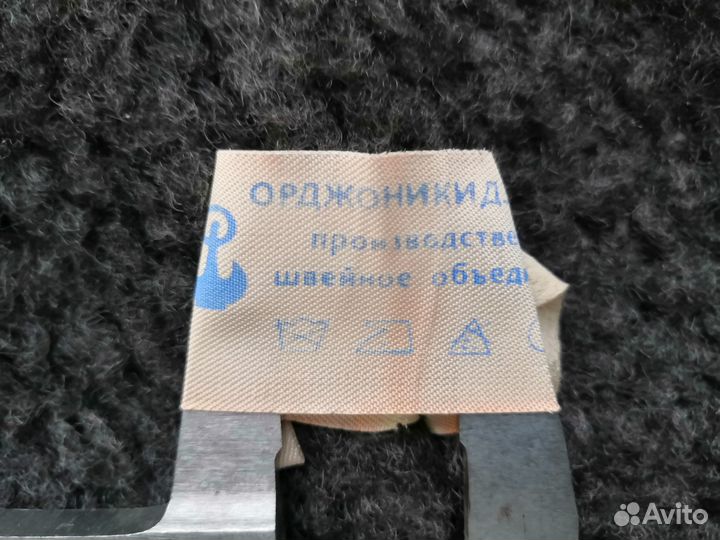 ОРДЖОНИКИД
производстве
швейное объеди
Avito